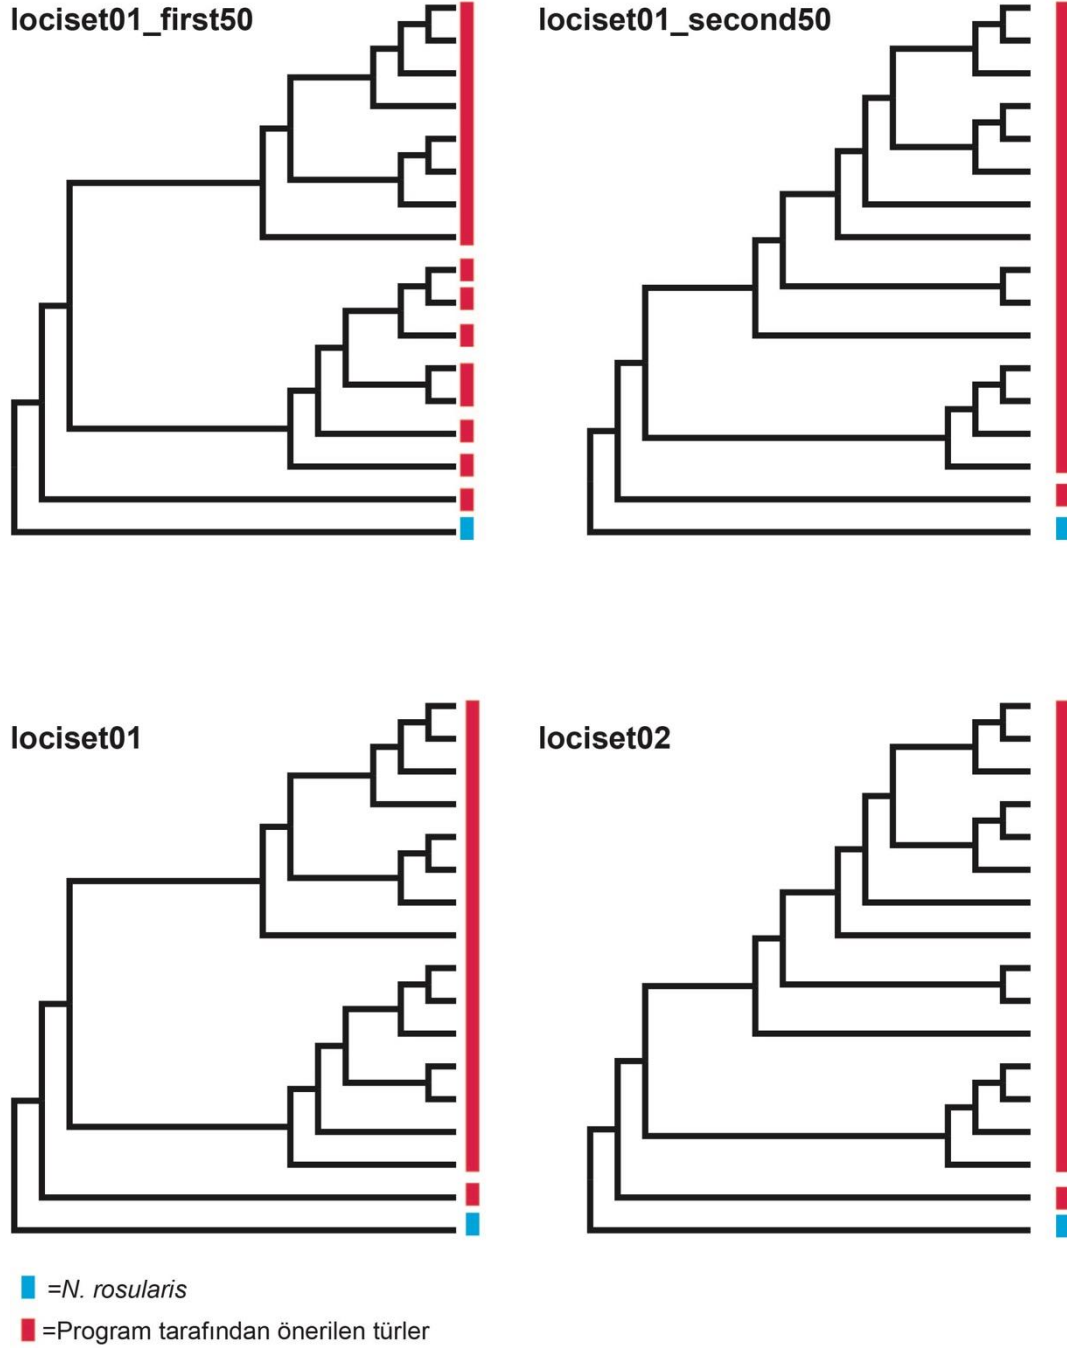 lociset01_first50
lociset01_second50
lociset01
lociset02
=N. rosularis
=Program tarafından önerilen türler